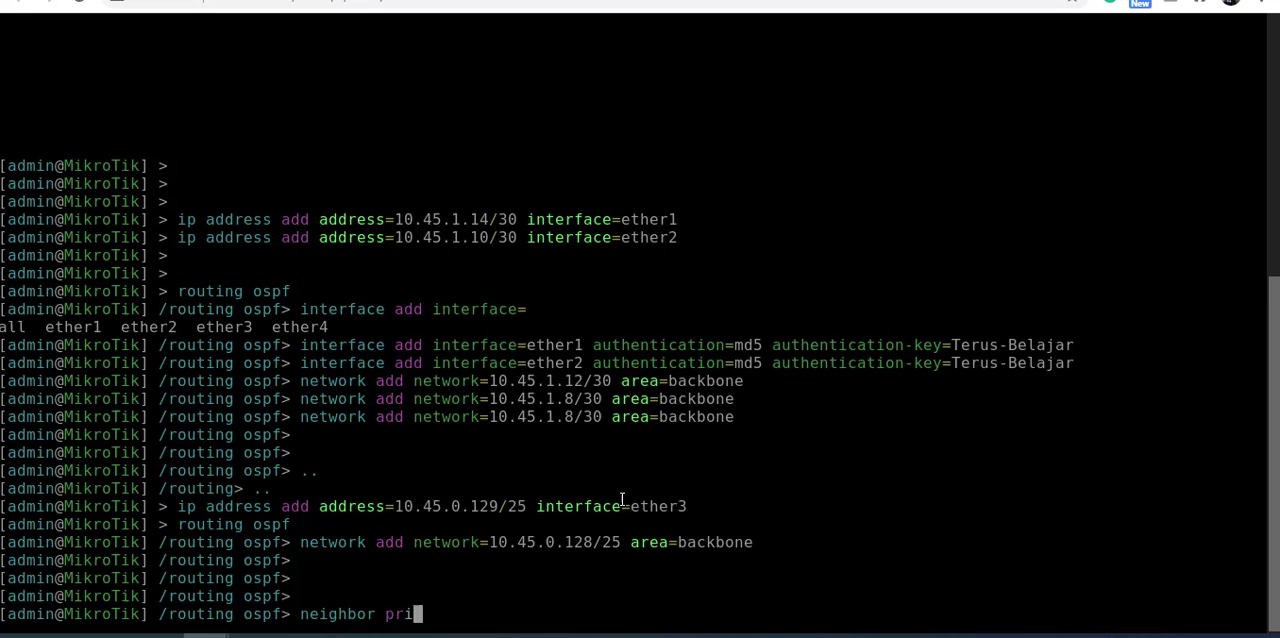 New
[admin@MikroTik] >
[admin@MikroTik] >
[admin@MikroTik] >
[admin@MikroTik] > ip address add address=10.45.1.14/30 interface=ether1
[admin@MikroTik] > ip address add address=10.45.1.10/30 interface=ether2
[admin@MikroTik] >
[admin@MikroTik] >
[admin@MikroTik] > routing ospf
[admin@MikroTik] /routing ospf> interface add interface=
all  ether1  ether2  ether3  ether4
[admin@MikroTik] /routing ospf> interface add interface=ether1 authentication=md5 authentication-key=Terus-Belajar
[admin@MikroTik] /routing ospf> interface add interface=ether2 authentication=md5 authentication-key=Terus-Belajar
[admin@MikroTik] /routing ospf> network add network=10.45.1.12/30 area=backbone
[admin@MikroTik] /routing ospf> network add network=10.45.1.8/30 area=backbone
[admin@MikroTik] /routing ospf> network add network=10.45.1.8/30 area=backbone
[admin@MikroTik] /routing ospf>
[admin@MikroTik] /routing ospf>
[admin@MikroTik] /routing ospf> ..
[admin@MikroTik] /routing> ..
[admin@MikroTik] > ip address add address=10.45.0.129/25 interface=ether3
[admin@MikroTik] > routing ospf
[admin@MikroTik] /routing ospf> network add network=10.45.0.128/25 area=backbone
[admin@MikroTik] /routing ospf>
[admin@MikroTik] /routing ospf>
[admin@MikroTik] /routing ospf>
[admin@MikroTik] /routing ospf> neighbor pri